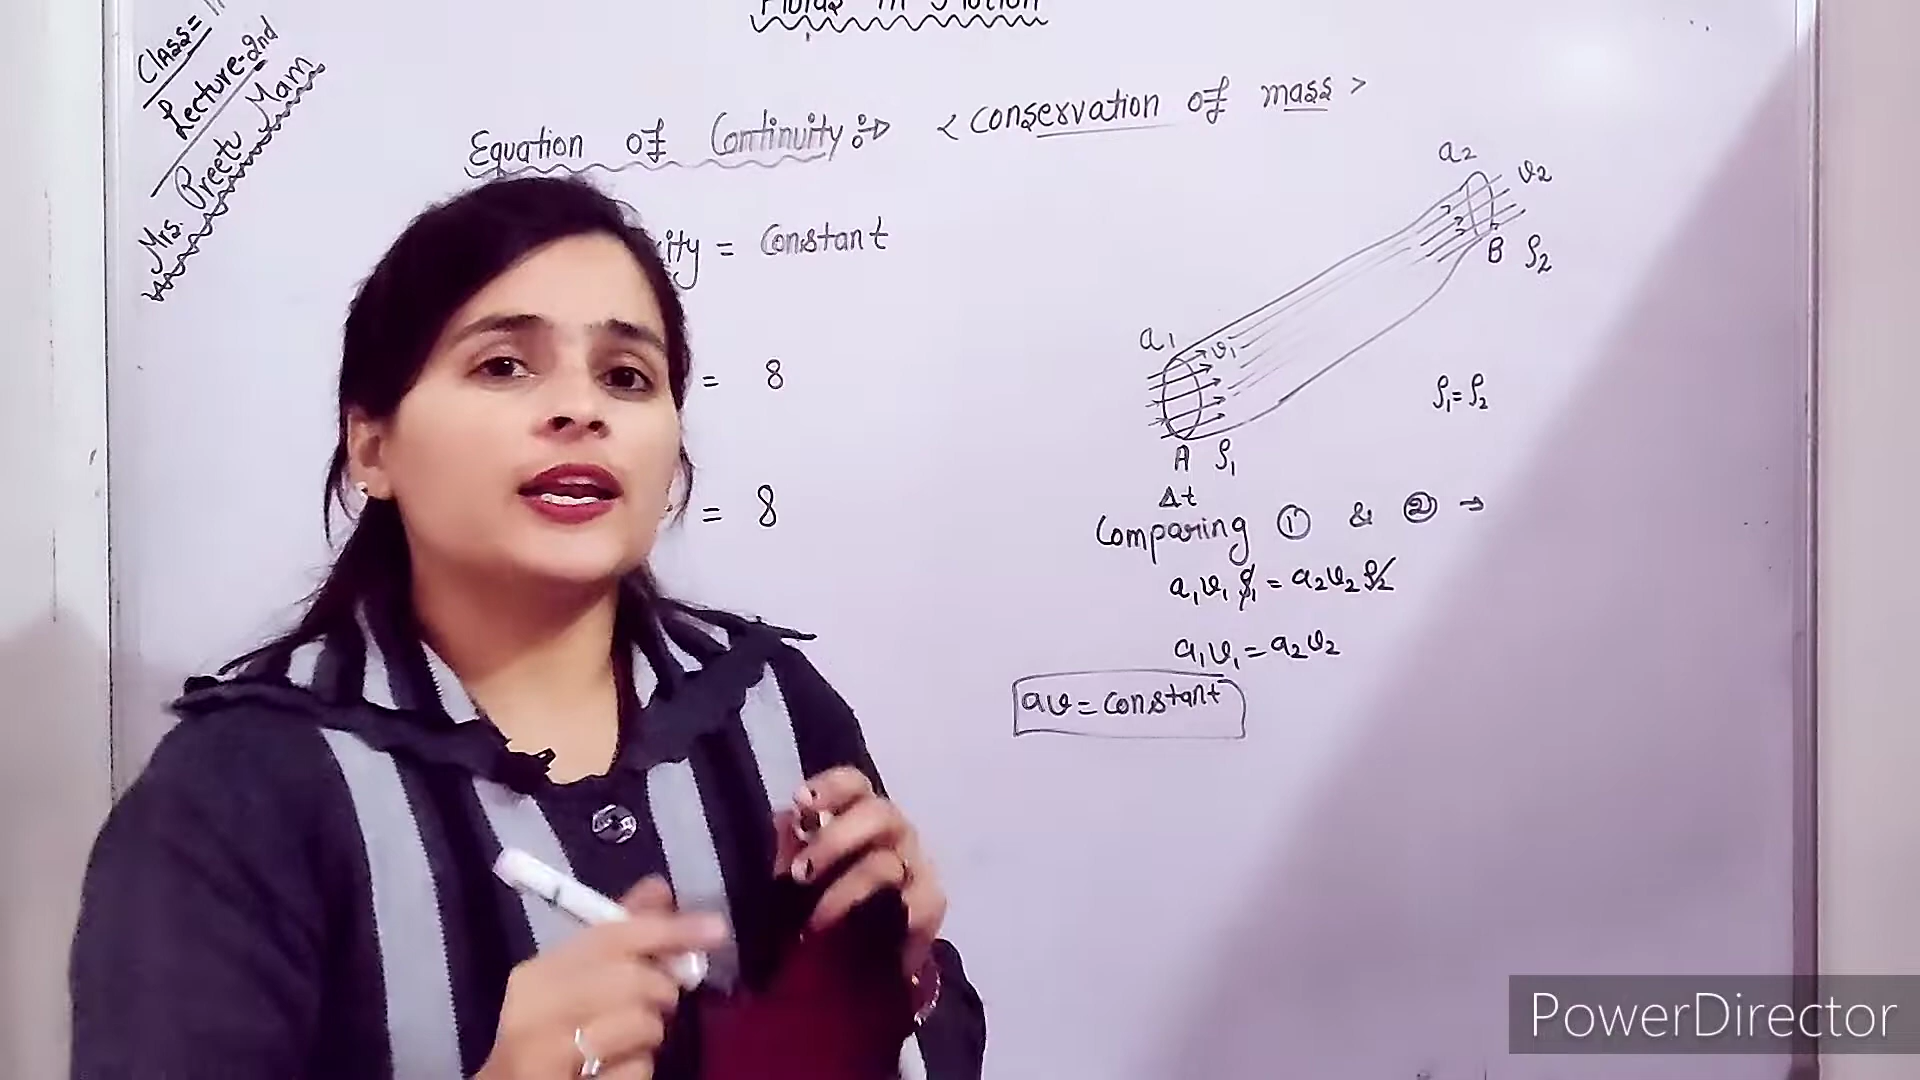 Fluids in Motion
Class = 11
Lecture-2nd
Mrs. Preetu Mam
Equation of Continuity :→ < conservation of mass >
ity = Constant
= 8
= 8
a2
v2
B ρ2
a1
v1
A ρ1
Δt
ρ1 = ρ2
Comparing ① & ② →
a1v1ρ1 = a2v2ρ2
a1v1 = a2v2
av = constant
PowerDirector